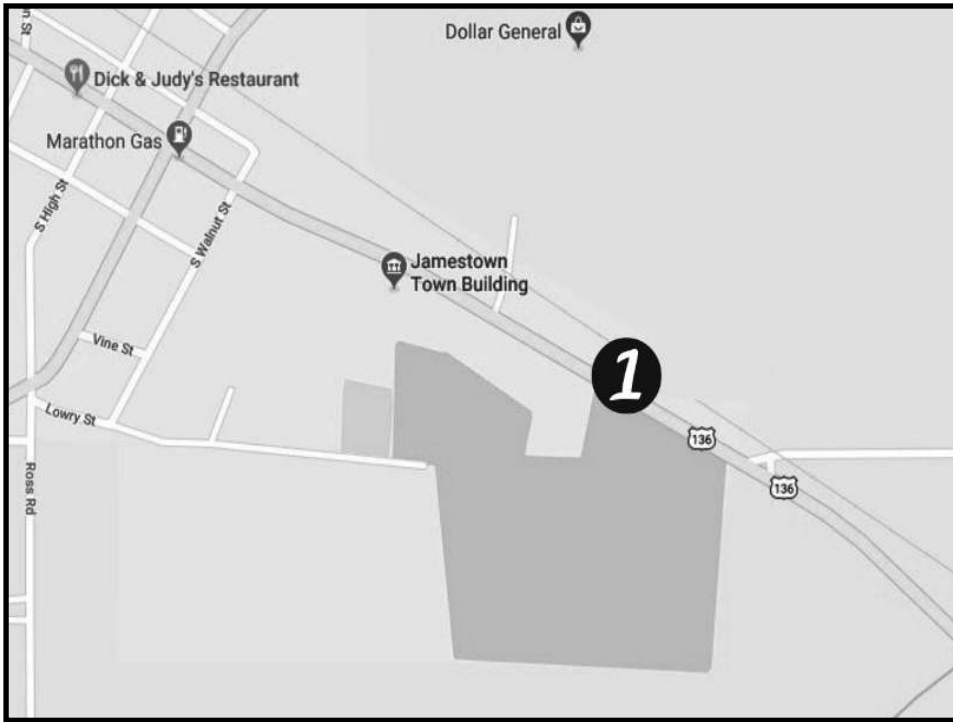 n St
Dollar General
Dick & Judy's Restaurant
Marathon Gas
S High St
S Walnut St
Jamestown
Town Building
Vine St
1
Lowry St
136
136
Ross Rd